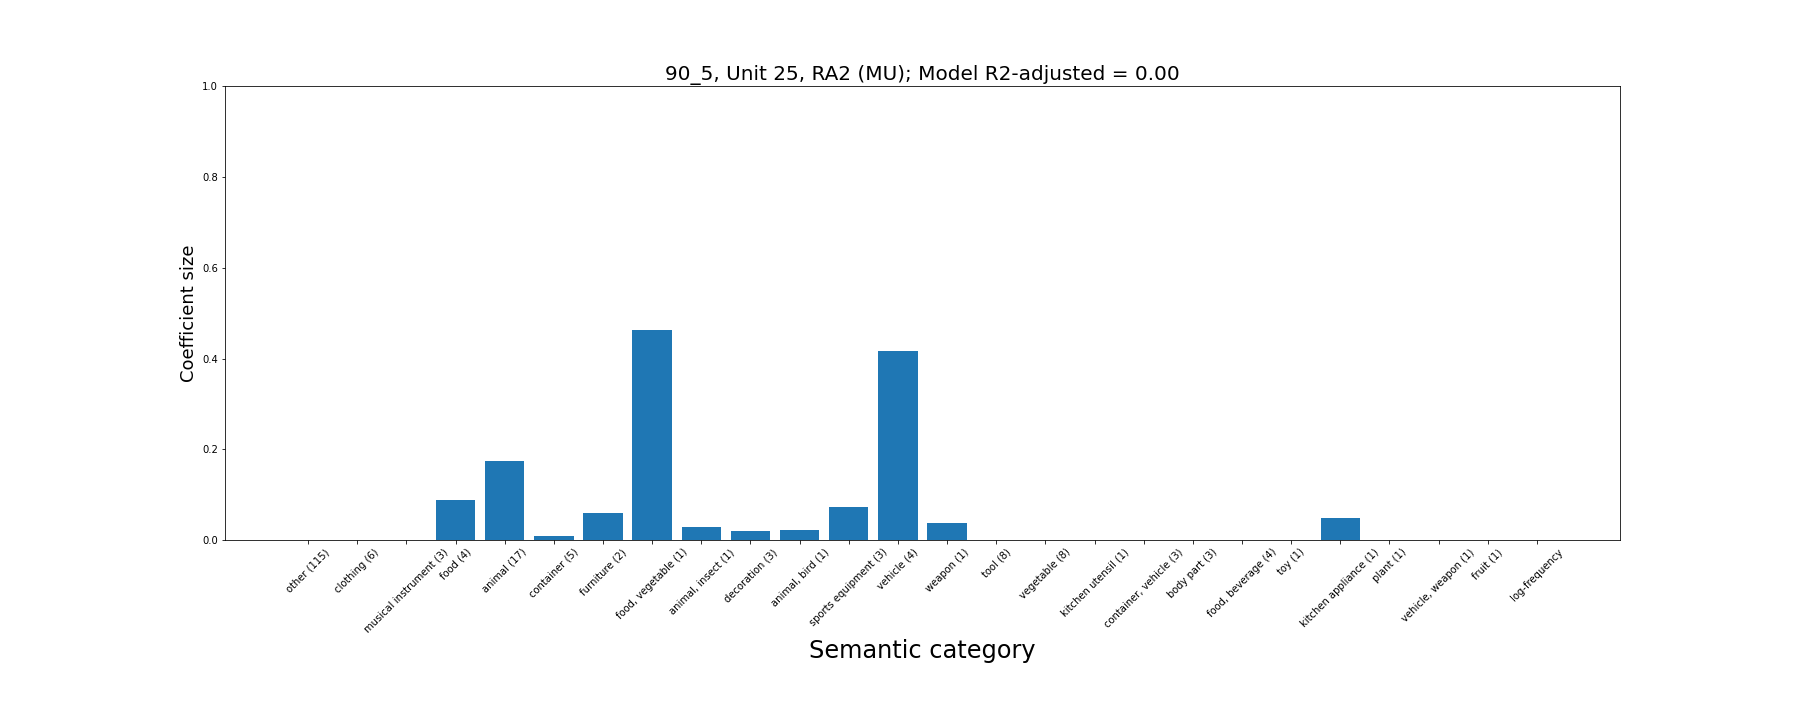 90_5, Unit 25, RA2 (MU); Model R2-adjusted = 0.00
1.0
0.8
0.6
0.4
0.2
0.0
Coefficient size
other (115)
clothing (6)
musical instrument (3)
food (4)
animal (17)
container (5)
furniture (2)
food, vegetable (1)
animal, insect (1)
decoration (3)
animal, bird (1)
sports equipment (3)
vehicle (4)
weapon (1)
tool (8)
vegetable (8)
kitchen utensil (1)
container, vehicle (3)
body part (3)
food, beverage (4)
toy (1)
kitchen appliance (1)
plant (1)
vehicle, weapon (1)
fruit (1)
log-frequency
Semantic category